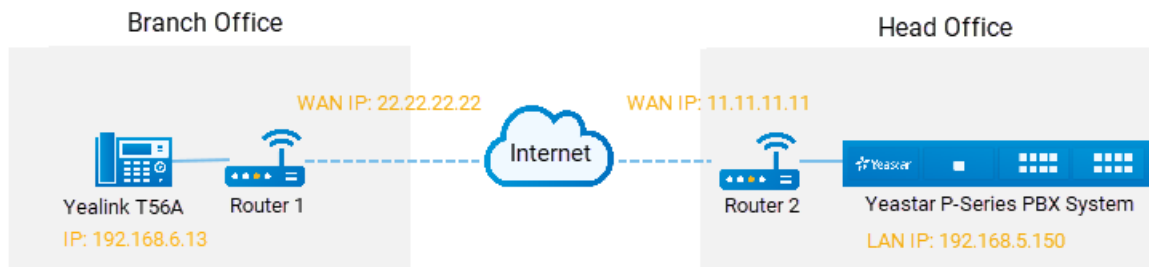 Branch Office
Head Office
WAN IP: 22.22.22.22
WAN IP: 11.11.11.11
Internet
Yeastar
Yealink T56A
Router 1
Router 2
Yeastar P-Series PBX System
IP: 192.168.6.13
LAN IP: 192.168.5.150